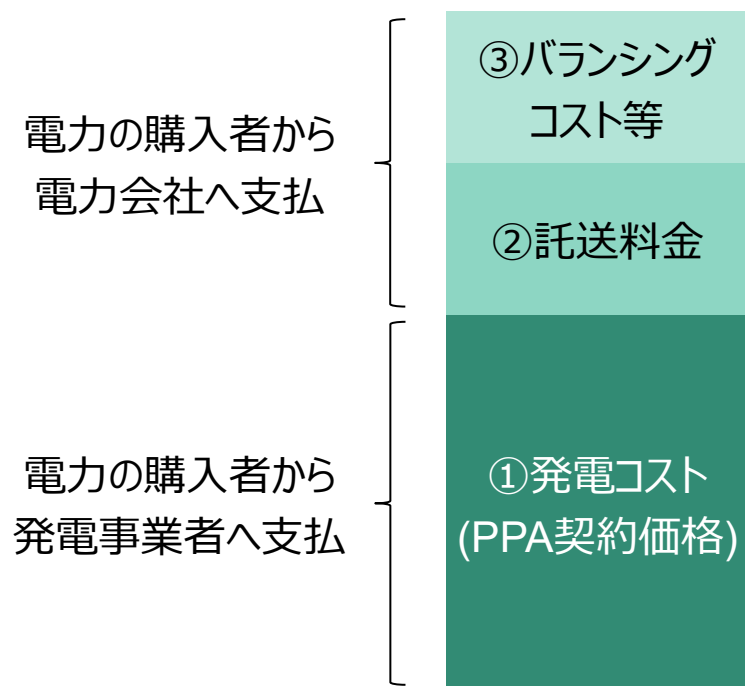 ③バランシング
コスト等
電力の購入者から
電力会社へ支払
②託送料金
電力の購入者から
発電事業者へ支払
①発電コスト
(PPA契約価格)